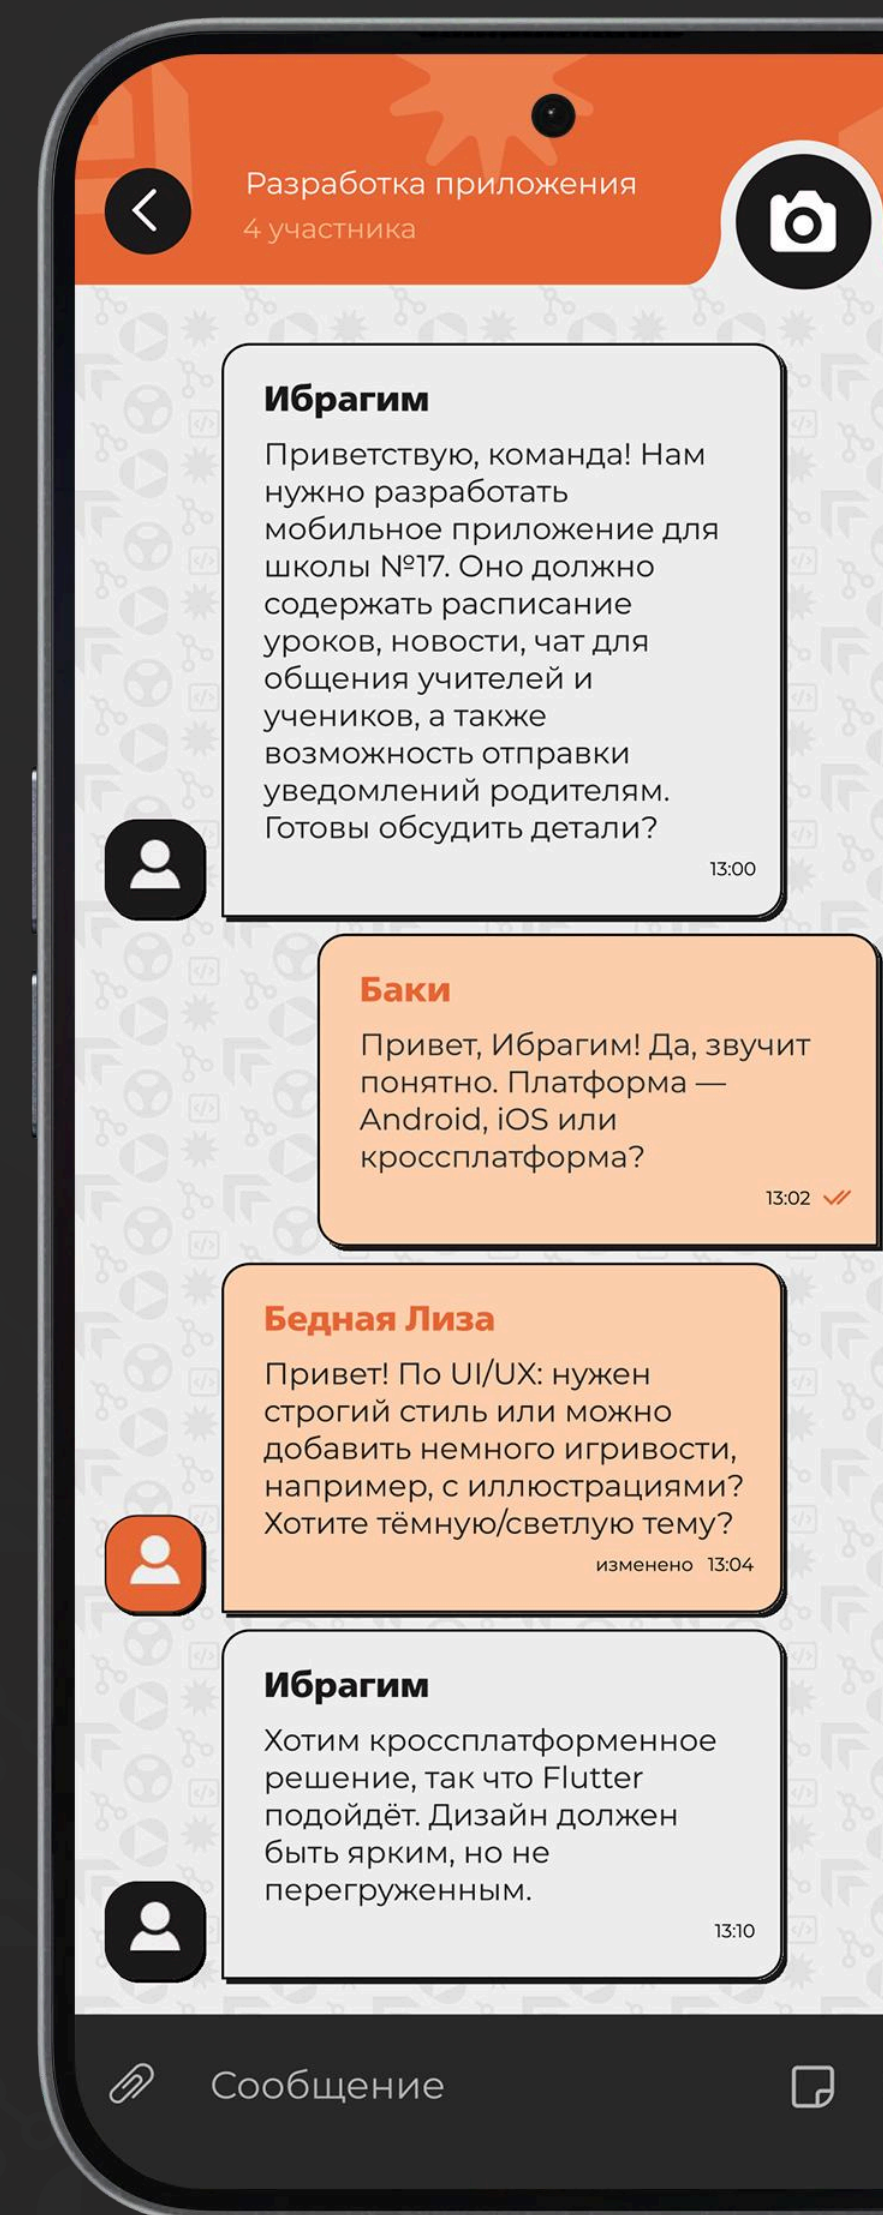 Разработка приложения
4 участника
Ибрагим
Приветствую, команда! Нам
нужно разработать
мобильное приложение для
школы №17. Оно должно
содержать расписание
уроков, новости, чат для
общения учителей и
учеников, а также
возможность отправки
уведомлений родителям.
Готовы обсудить детали?
13:00
Баки
Привет, Ибрагим! Да, звучит
понятно. Платформа —
Android, iOS или
кроссплатформа?
13:02
Бедная Лиза
Привет! По UI/UX: нужен
строгий стиль или можно
добавить немного игривости,
например, с иллюстрациями?
Хотите тёмную/светлую тему?
изменено 13:04
Ибрагим
Хотим кроссплатформенное
решение, так что Flutter
подойдёт. Дизайн должен
быть ярким, но не
перегруженным.
13:10
Сообщение